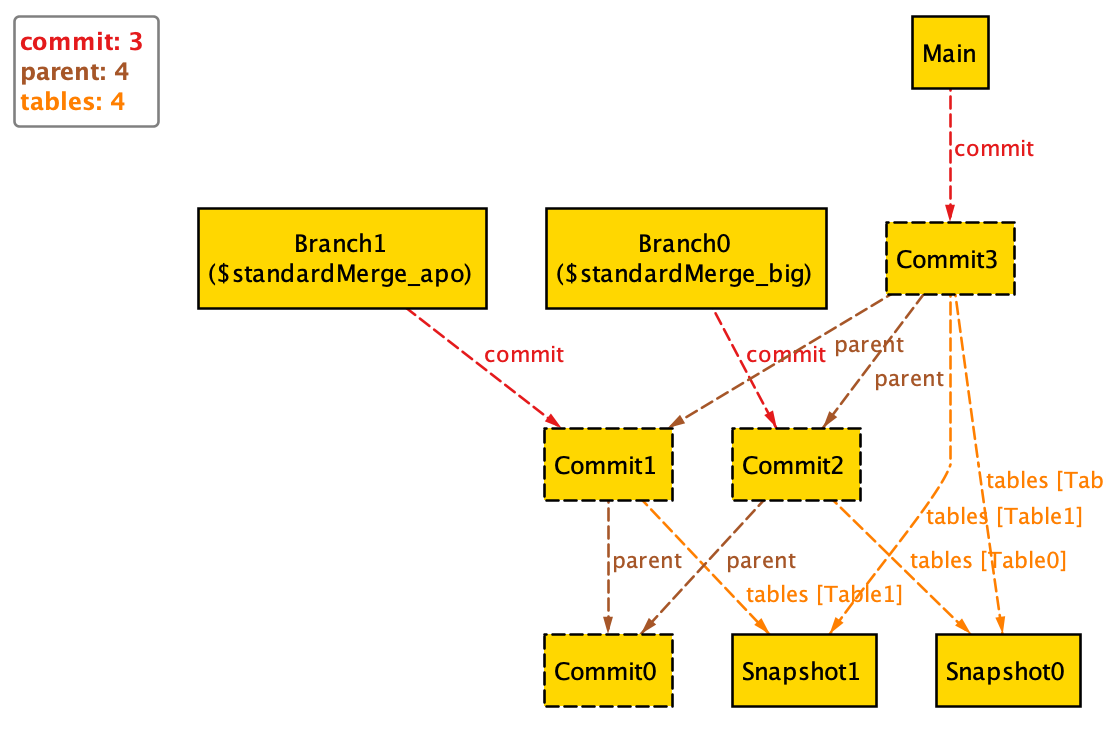 commit: 3
parent: 4
tables: 4
Main
commit
Branch1
($standardMerge_apo)
Branch0
($standardMerge_big)
Commit3
commit
commit
parent
parent
Commit1
Commit2
tables [Tab
tables [Table1]
parent
parent
tables [Table0]
tables [Table1]
Commit0
Snapshot1
Snapshot0